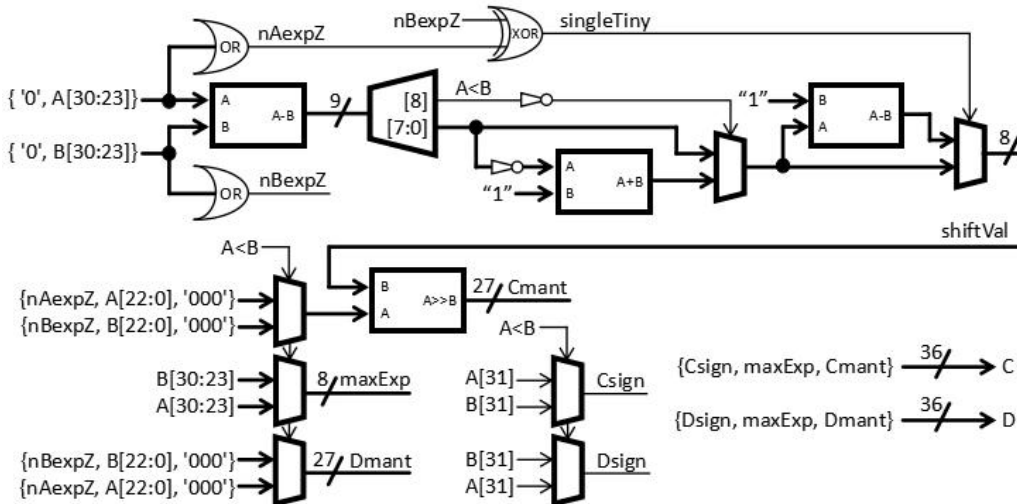 nBexpZ
singleTiny
OR
nAexpZ
XOR
{ '0', A[30:23]}
A
B
A-B
9
[8]
[7:0]
A<B
"1"
B
A
A-B
8
{ '0', B[30:23]}
A
B
A+B
"1"
OR
nBexpZ
shiftVal
A<B
{nAexpZ, A[22:0], '000'}
{nBexpZ, B[22:0], '000'}
B
A
A>>B
27
Cmant
A<B
B[30:23]
A[30:23]
8
maxExp
A[31]
B[31]
Csign
{Csign, maxExp, Cmant}
36
C
{Dsign, maxExp, Dmant}
36
D
{nBexpZ, B[22:0], '000'}
{nAexpZ, A[22:0], '000'}
27
Dmant
B[31]
A[31]
Dsign